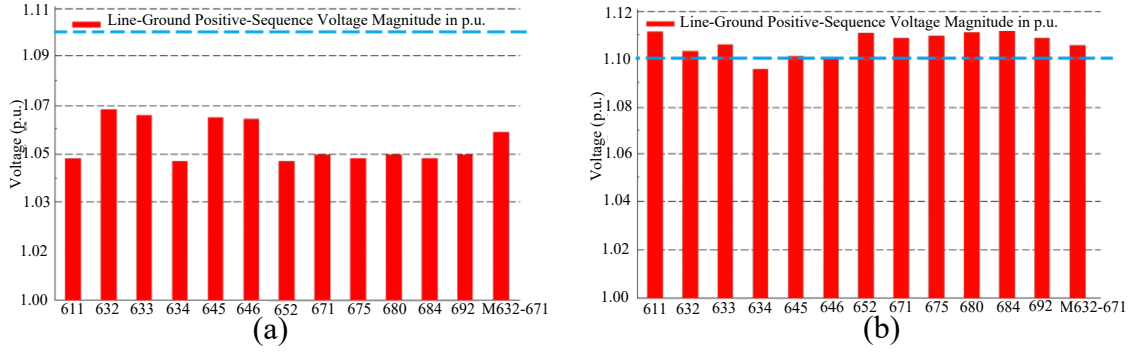 1.11
Line-Ground Positive-Sequence Voltage Magnitude in p.u.
1.09
1.07
1.05
1.03
1.02
1.00
Voltage (p.u.)
611 632 633 634 645 646 652 671 675 680 684 692 M632-671
(a)
1.12
Line-Ground Positive-Sequence Voltage Magnitude in p.u.
1.10
1.08
1.06
1.04
1.02
1.00
Voltage (p.u.)
611 632 633 634 645 646 652 671 675 680 684 692 M632-671
(b)